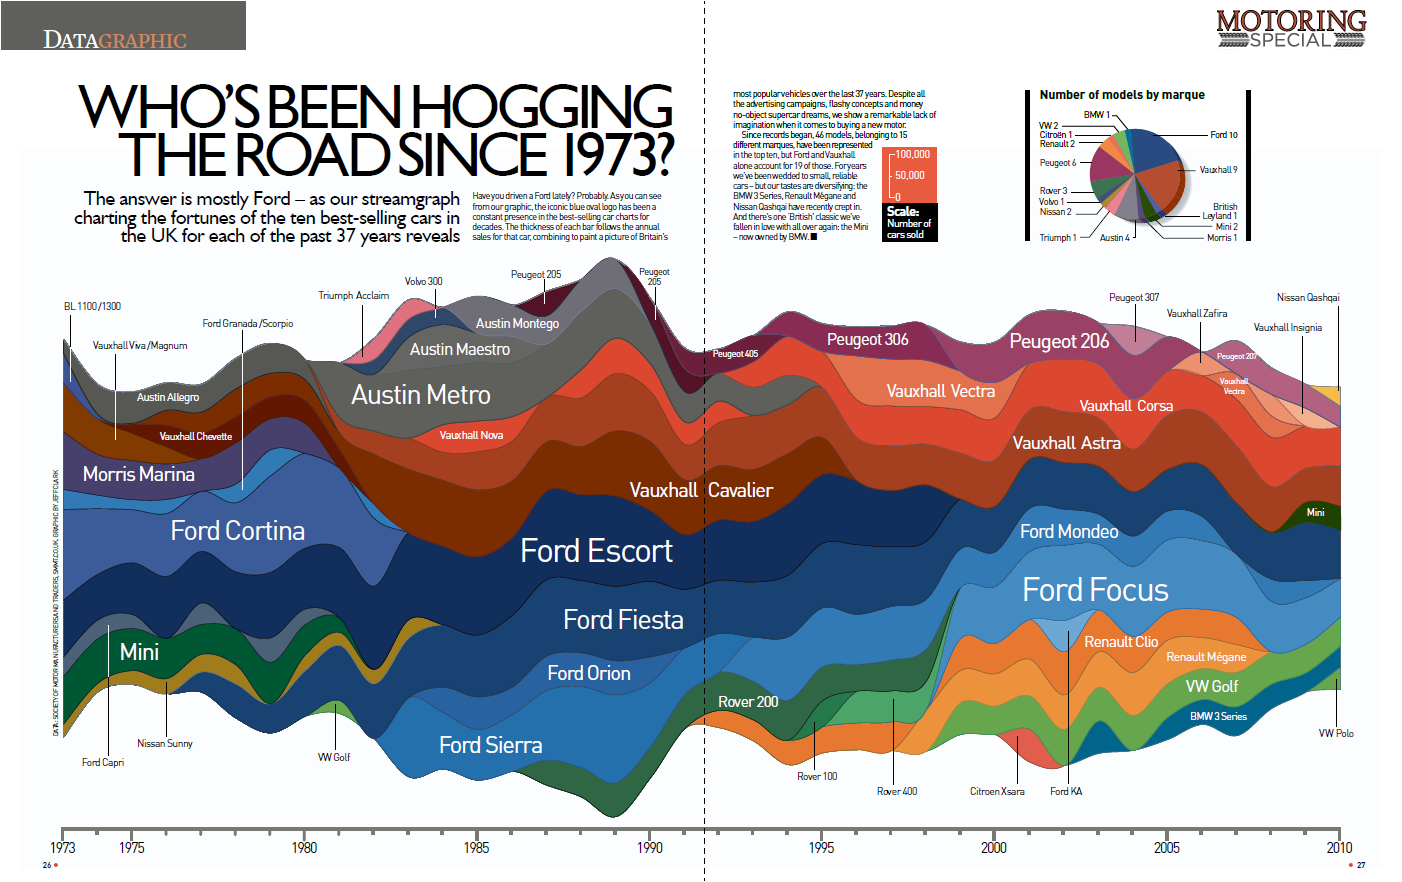 DATAGRAPHIC
MOTORING
SPECIAL
WHO'S BEEN HOGGING
THE ROAD SINCE 1973?
The answer is mostly Ford – as our streamgraph
charting the fortunes of the ten best-selling cars in
the UK for each of the past 37 years reveals
Have you driven a Ford lately? Probably. As you can see
from our graphic, the iconic blue oval logo has been a
constant presence in the best-selling car charts for
decades. The thickness of each bar follows the annual
sales for that car, combining to paint a picture of Britain's
most popular vehicles over the last 37 years. Despite all
the advertising campaigns, flashy concepts and money
no-object supercar dreams, we show a remarkable lack of
imagination when it comes to buying a new motor.
Since records began, 46 models, belonging to 15
different marques, have been represented
in the top ten, but Ford and Vauxhall
alone account for 19 of those. For years
we've been wedded to small, reliable
cars – but our tastes are diversifying: the
BMW 3 Series, Renault Mégane and
Nissan Qashqai have recently crept in.
And there's one 'British' classic we've
fallen in love with all over again: the Mini
– now owned by BMW.
100,000
50,000
0
Scale:
Number of
cars sold
Number of models by marque
BMW 1
VW 2
Citroën 1
Renault 2
Peugeot 6
Rover 3
Volvo 1
Nissan 2
Triumph 1
Austin 4
Ford 10
Vauxhall 9
British
Leyland 1
Mini 2
Morris 1
BL 1100/1300
Vauxhall Viva/Magnum
Ford Granada/Scorpio
Triumph Acclaim
Volvo 300
Peugeot 205
Peugeot
205
Peugeot 307
Vauxhall Zafira
Nissan Qashqai
Vauxhall Insignia
Austin Allegro
Vauxhall Chevette
Morris Marina
Ford Cortina
Mini
Austin Montego
Austin Maestro
Austin Metro
Vauxhall Nova
Peugeot 405
Peugeot 306
Vauxhall Vectra
Peugeot 206
Peugeot 207
Vauxhall
Vectra
Vauxhall Corsa
Vauxhall Astra
Vauxhall Cavalier
Mini
Ford Escort
Ford Mondeo
Ford Fiesta
Ford Focus
Ford Orion
Renault Clio
Renault Mégane
Rover 200
VW Golf
Ford Sierra
BMW 3 Series
Ford Capri
Nissan Sunny
VW Golf
Rover 100
Rover 400
Citroen Xsara
Ford KA
VW Polo
DATA: SOCIETY OF MOTOR MANUFACTURERS AND TRADERS, SMMT.CO.UK. GRAPHIC BY JEFF CLARK
1973
1975
1980
1985
1990
1995
2000
2005
2010
26
27